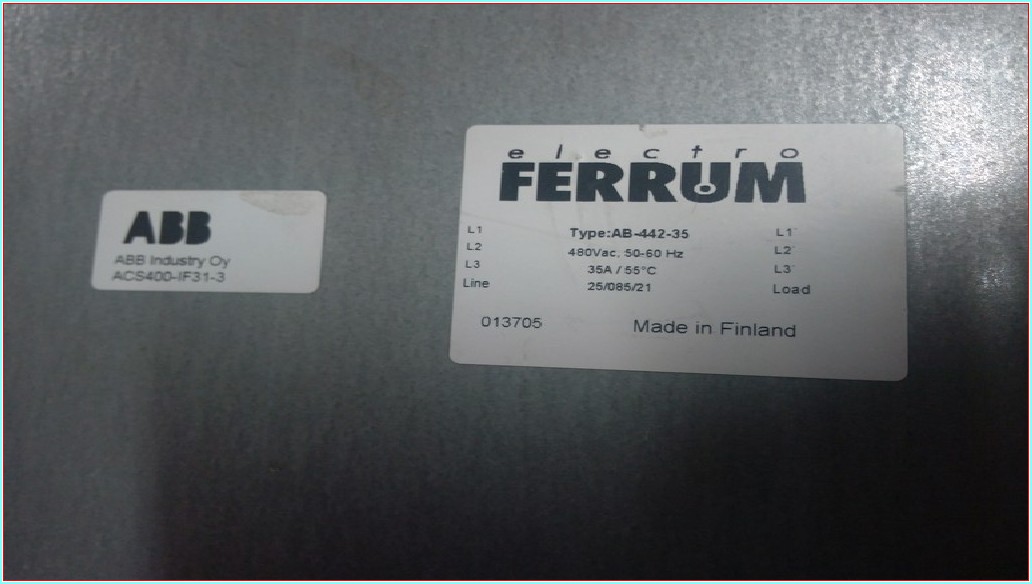 ABB
ABB Industry Oy
ACS400-IF31-3
electro
FERRUM
L1 Type:AB-442-35 L1'
L2 480Vac, 50-60 Hz L2'
L3 35A / 55°C L3'
Line 25/085/21 Load
013705 Made in Finland